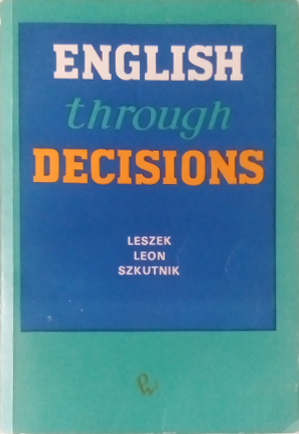 ENGLISH
through
DECISIONS
LESZEK
LEON
SZKUTNIK